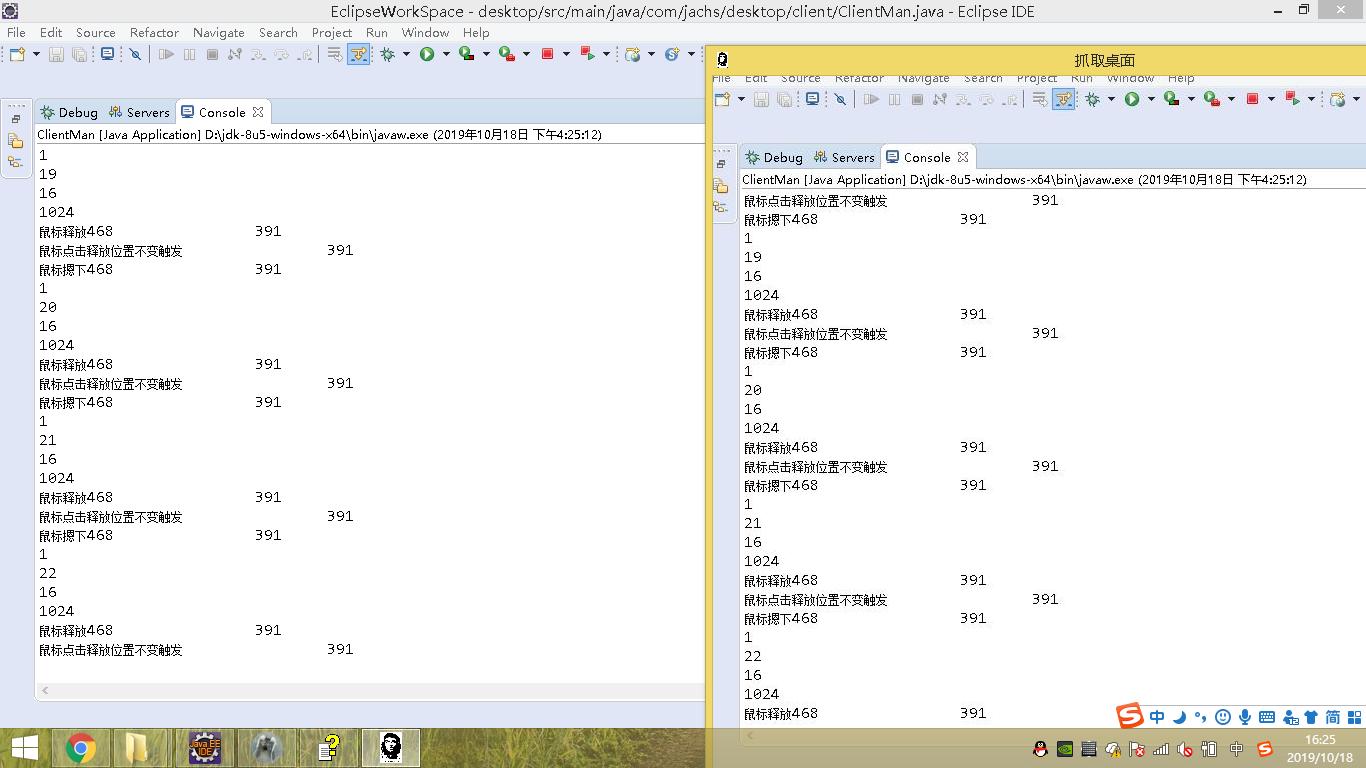 EclipseWorkSpace - desktop/src/main/java/com/jachs/desktop/client/ClientMan.java - Eclipse IDE
File Edit Source Refactor Navigate Search Project Run Window Help
Debug Servers Console
ClientMan [Java Application] D:\jdk-8u5-windows-x64\bin\javaw.exe (2019年10月18日 下午4:25:12)
1
19
16
1024
鼠标释放468 391
鼠标点击释放位置不变触发 391
鼠标摁下468 391
1
20
16
1024
鼠标释放468 391
鼠标点击释放位置不变触发 391
鼠标摁下468 391
1
21
16
1024
鼠标释放468 391
鼠标点击释放位置不变触发 391
鼠标摁下468 391
1
22
16
1024
鼠标释放468 391
鼠标点击释放位置不变触发 391
抓取桌面
File Edit Source Refactor Navigate Search Project Run Window Help
Debug Servers Console
ClientMan [Java Application] D:\jdk-8u5-windows-x64\bin\javaw.exe (2019年10月18日 下午4:25:12)
鼠标点击释放位置不变触发 391
鼠标摁下468 391
1
19
16
1024
鼠标释放468 391
鼠标点击释放位置不变触发 391
鼠标摁下468 391
1
20
16
1024
鼠标释放468 391
鼠标点击释放位置不变触发 391
鼠标摁下468 391
1
21
16
1024
鼠标释放468 391
鼠标点击释放位置不变触发 391
鼠标摁下468 391
1
22
16
1024
鼠标释放468 391
中 简
Java EE
IDE
中
16:25
2019/10/18